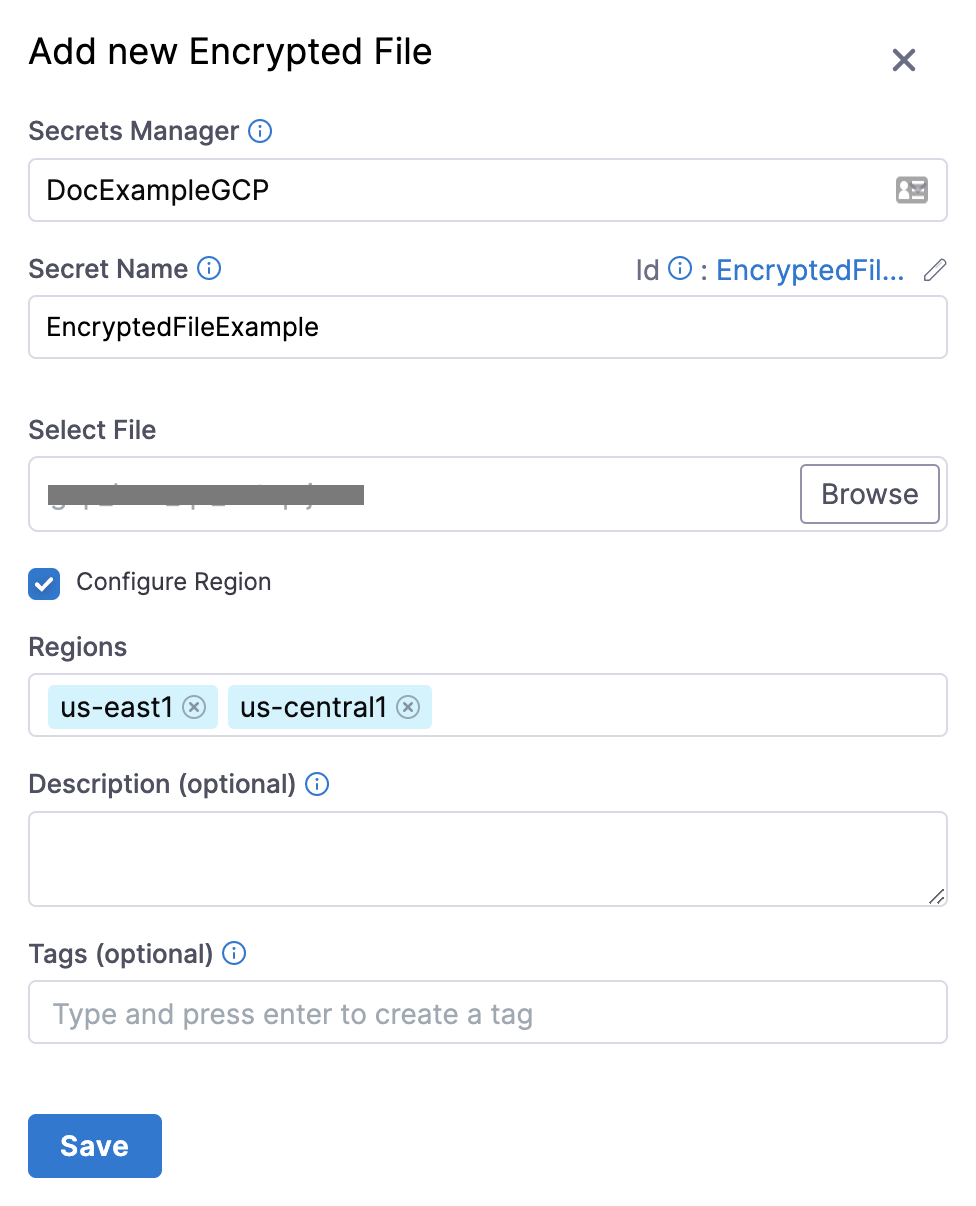 Add new Encrypted File
Secrets Manager
DocExampleGCP
Secret Name
Id : EncryptedFil...
EncryptedFileExample
Select File
Browse
Configure Region
Regions
us-east1 us-central1
Description (optional)
Tags (optional)
Type and press enter to create a tag
Save